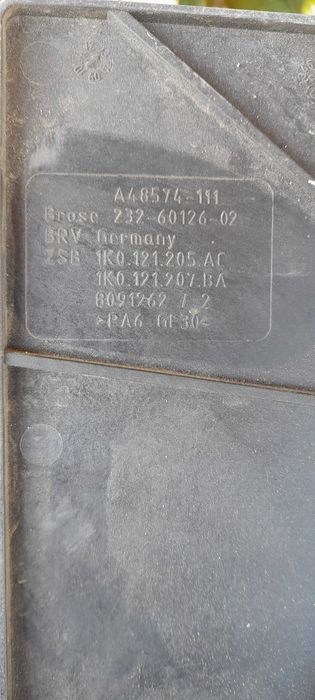 A48574-111
Brose 232-60126-02
BRV Germany
ZSB 1K0.121.205.AC
1K0.121.207.BA
8091262 / 2
>PA6 GF30<